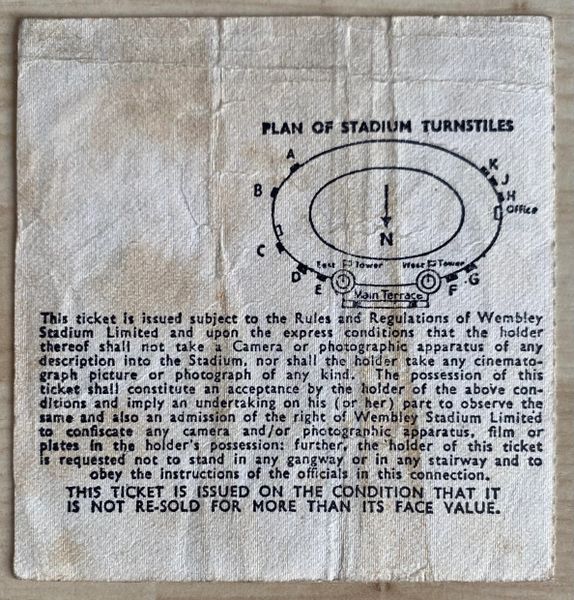 PLAN OF STADIUM TURNSTILES
A
K
J
B
H
Office
N
C
East Tower
West Tower
D
G
E
F
Main Terrace
This ticket is issued subject to the Rules and Regulations of Wembley
Stadium Limited and upon the express conditions that the holder
thereof shall not take a Camera or photographic apparatus of any
description into the Stadium, nor shall the holder take any cinemato-
graph picture or photograph of any kind. The possession of this
ticket shall constitute an acceptance by the holder of the above con-
ditions and imply an undertaking on his (or her) part to observe the
same and also an admission of the right of Wembley Stadium Limited
to confiscate any camera and/or photographic apparatus, film or
plates in the holder's possession: further, the holder of this ticket
is requested not to stand in any gangway or in any stairway and to
obey the instructions of the officials in this connection.
THIS TICKET IS ISSUED ON THE CONDITION THAT IT
IS NOT RE-SOLD FOR MORE THAN ITS FACE VALUE.